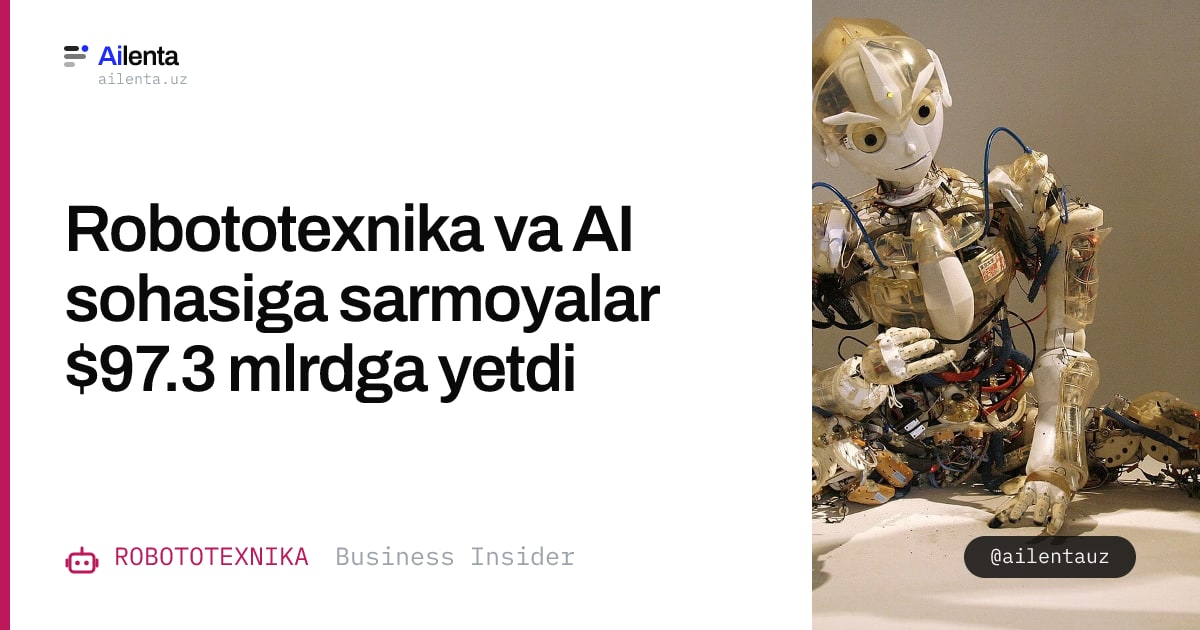 Ailenta
ailenta.uz
Robototexnika va AI
sohasiga sarmoyalar
$97.3 mlrdga yetdi
ROBOTOTEXNIKA Business Insider
@ailentauz